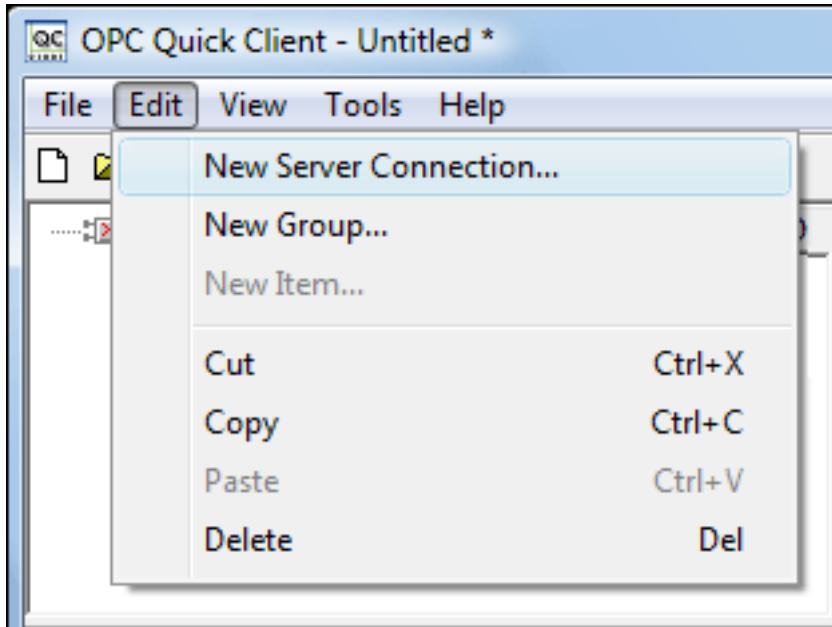 QC
OPC Quick Client - Untitled *
File Edit View Tools Help
New Server Connection...
New Group...
New Item...
Cut Ctrl+X
Copy Ctrl+C
Paste Ctrl+V
Delete Del